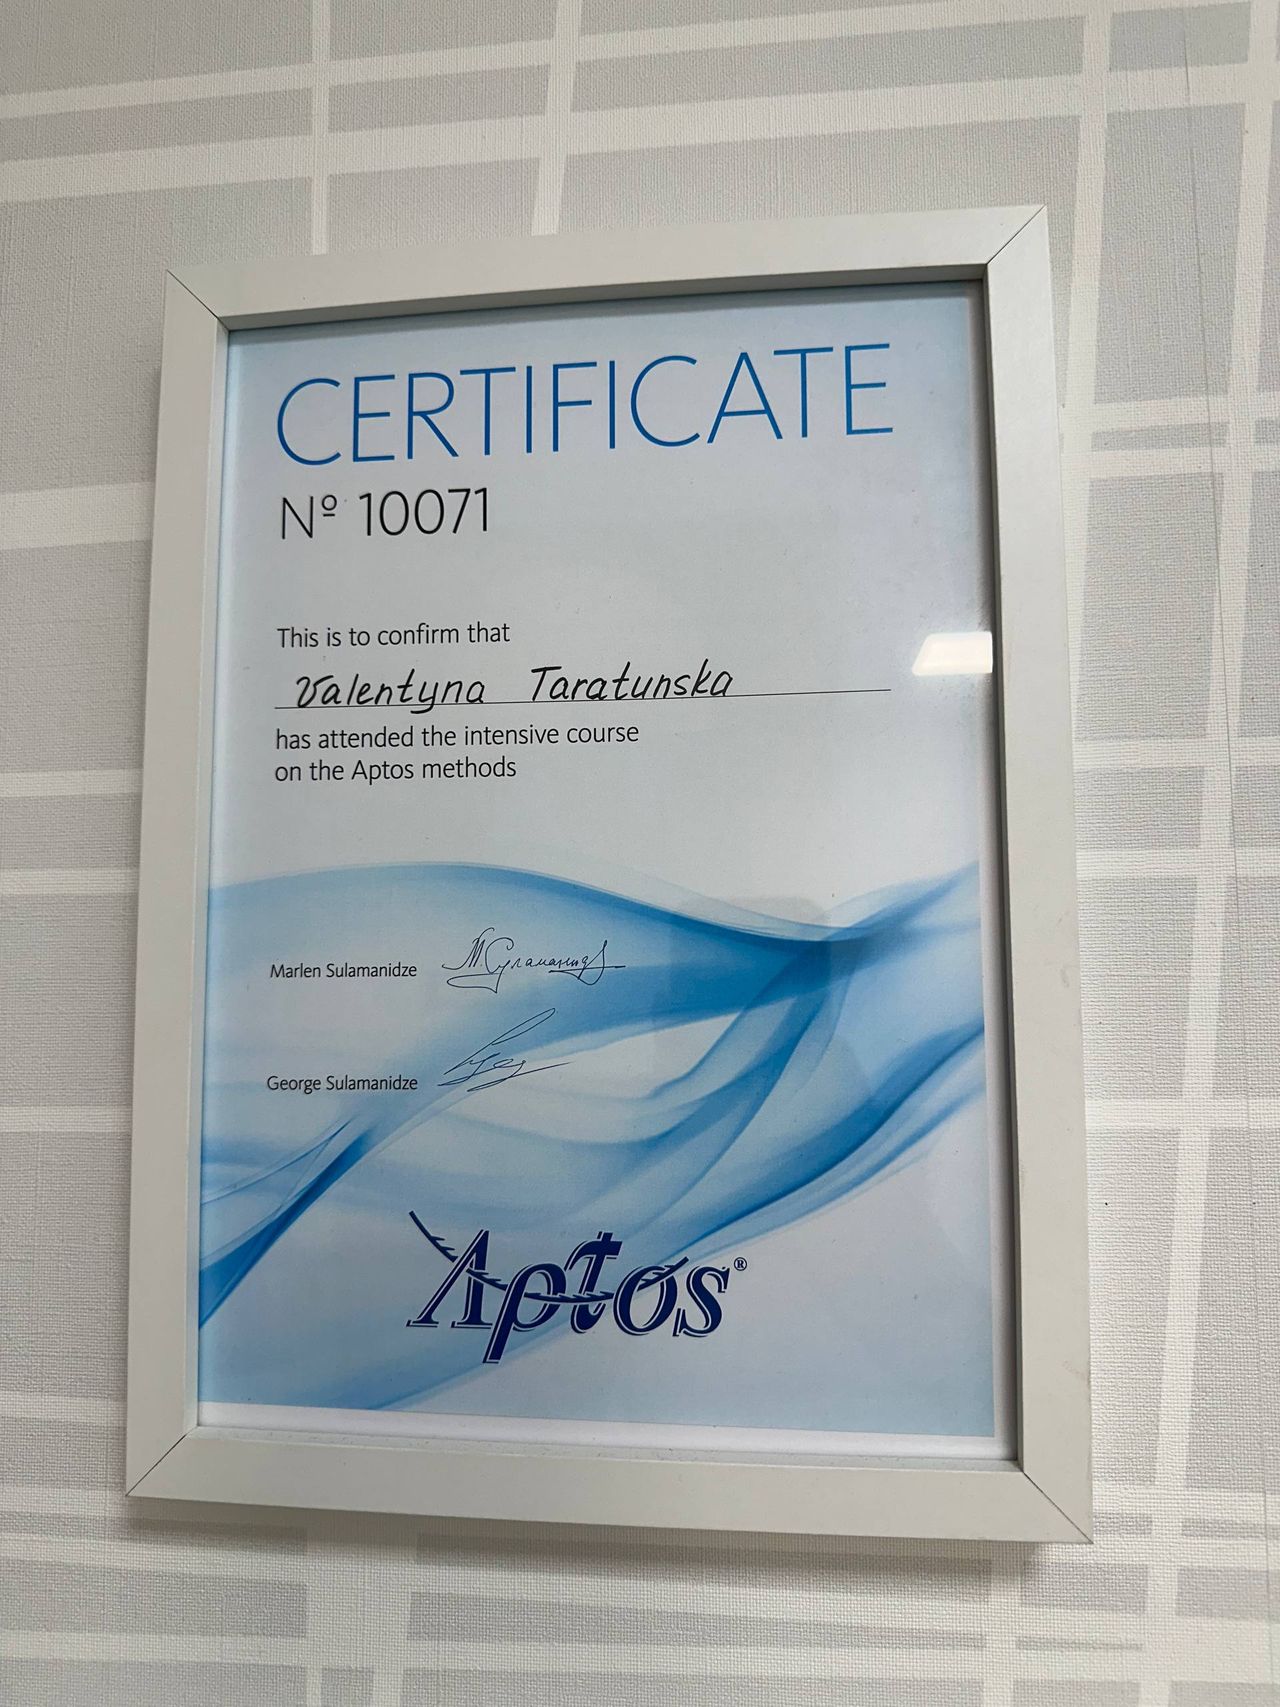 CERTIFICATE
Nº 10071
This is to confirm that
Valentyna Taratunska
has attended the intensive course
on the Aptos methods
Marlen Sulamanidze
George Sulamanidze
Aptos®